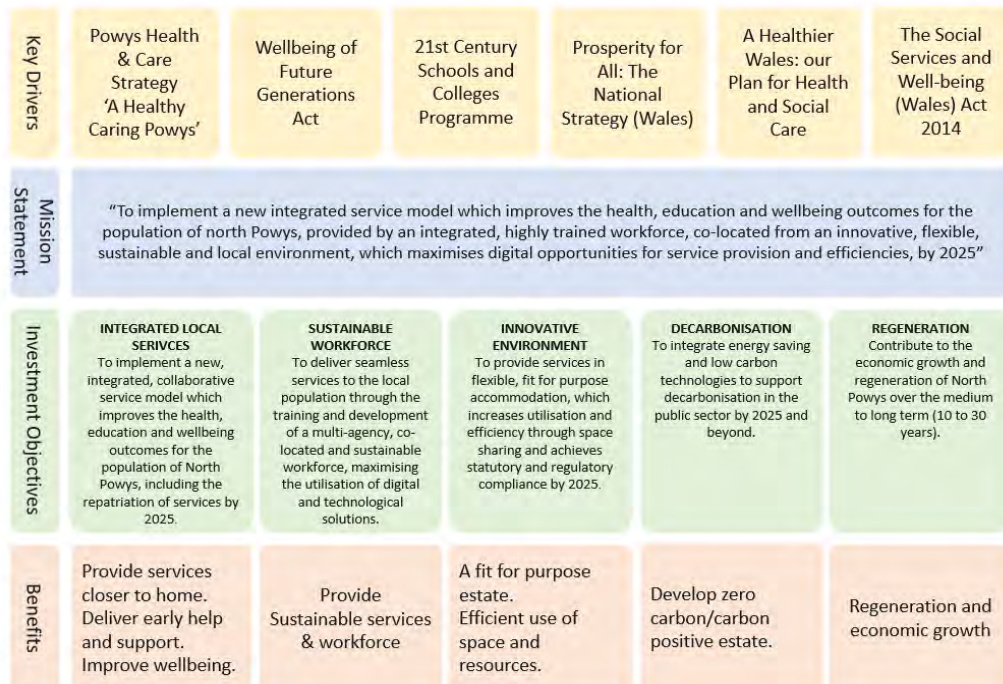 Key Drivers
Powys Health
& Care
Strategy
‘A Healthy
Caring Powys’
Wellbeing of
Future
Generations
Act
21st Century
Schools and
Colleges
Programme
Prosperity for
All: The
National
Strategy (Wales)
A Healthier
Wales: our
Plan for Health
and Social
Care
The Social
Services and
Well-being
(Wales) Act
2014
Mission
Statement
“To implement a new integrated service model which improves the health, education and wellbeing outcomes for the
population of north Powys, provided by an integrated, highly trained workforce, co-located from an innovative, flexible,
sustainable and local environment, which maximises digital opportunities for service provision and efficiencies, by 2025”
Investment Objectives
INTEGRATED LOCAL
SERIVCES
To implement a new,
integrated, collaborative
service model which
improves the health,
education and wellbeing
outcomes for the
population of North
Powys, including the
repatriation of services by
2025.
SUSTAINABLE
WORKFORCE
To deliver seamless
services to the local
population through the
training and development
of a multi-agency, co-
located and sustainable
workforce, maximising
the utilisation of digital
and technological
solutions.
INNOVATIVE
ENVIRONMENT
To provide services in
flexible, fit for purpose
accommodation, which
increases utilisation and
efficiency through space
sharing and achieves
statutory and regulatory
compliance by 2025.
DECARBONISATION
To integrate energy saving
and low carbon
technologies to support
decarbonisation in the
public sector by 2025 and
beyond.
REGENERATION
Contribute to the
economic growth and
regeneration of North
Powys over the medium
to long term (10 to 30
years).
Benefits
Provide services
closer to home.
Deliver early help
and support.
Improve wellbeing.
Provide
Sustainable services
& workforce
A fit for purpose
estate.
Efficient use of
space and
resources.
Develop zero
carbon/carbon
positive estate.
Regeneration and
economic growth